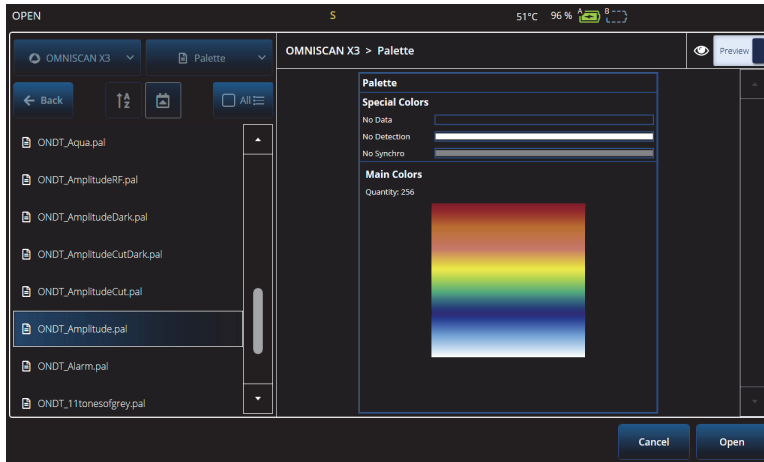 OPEN
S
51°C 96 % A B
OMNISCAN X3
Palette
OMNISCAN X3 > Palette
Preview
Back
A Z
All
ONDT_Aqua.pal
ONDT_AmplitudeRF.pal
ONDT_AmplitudeDark.pal
ONDT_AmplitudeCutDark.pal
ONDT_AmplitudeCut.pal
ONDT_Amplitude.pal
ONDT_Alarm.pal
ONDT_11tonesofgrey.pal
Palette
Special Colors
No Data
No Detection
No Synchro
Main Colors
Quantity: 256
Cancel
Open